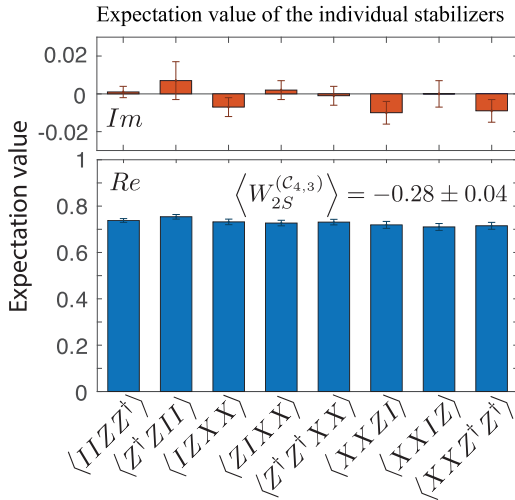 Expectation value of the individual stabilizers
0.02
0
-0.02
Im
Expectation value
1
0.8
0.6
0.4
0.2
0
Re
⟨W_{2S}^{(𝒞_{4,3})}⟩ = −0.28 ± 0.04
⟨IIZZ†⟩
⟨Z†ZII⟩
⟨IZXX⟩
⟨ZIXX⟩
⟨Z†Z†XX⟩
⟨XXZI⟩
⟨XXIZ⟩
⟨XXZ†Z†⟩